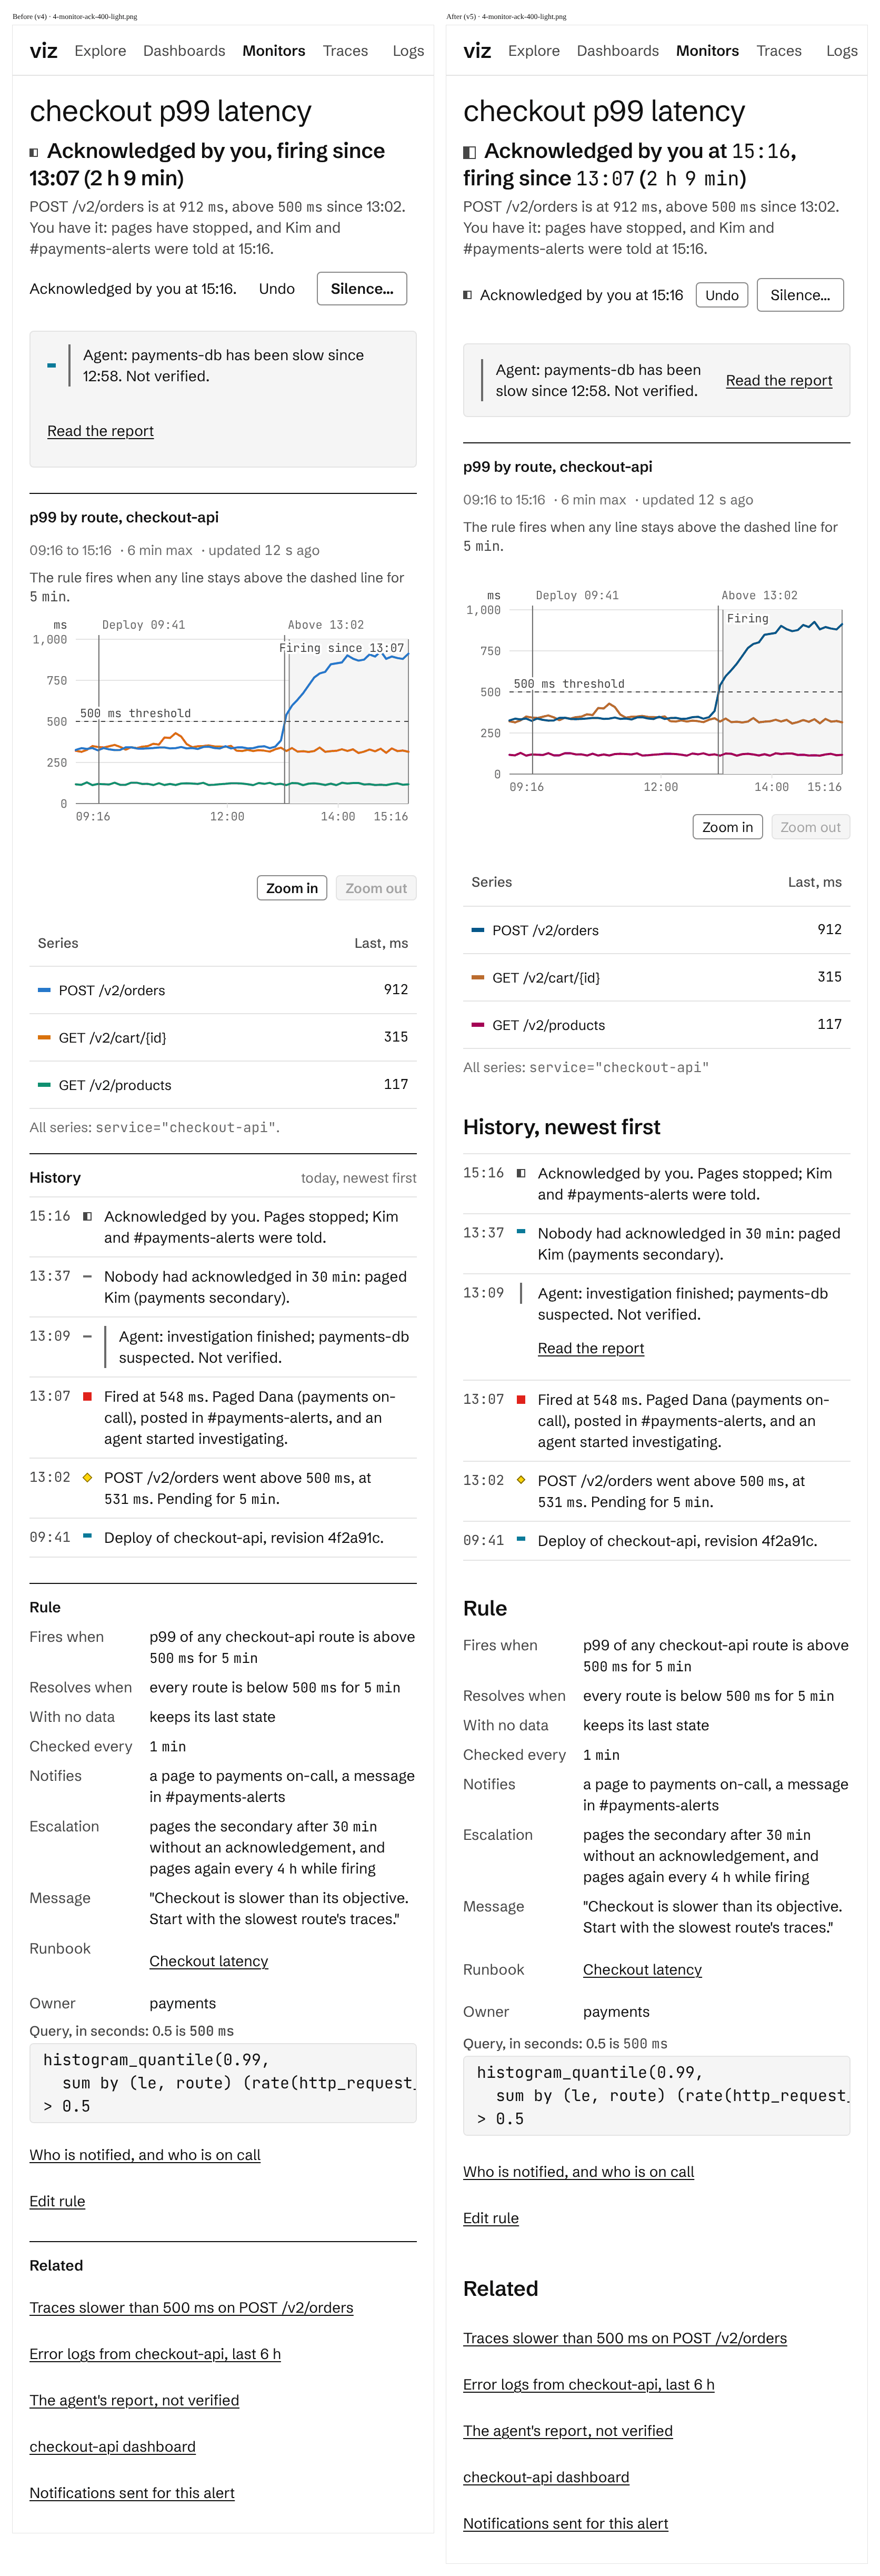 Before (v4) · 4-monitor-ack-400-light.png
viz Explore Dashboards Monitors Traces Logs
checkout p99 latency
Acknowledged by you, firing since
13:07 (2 h 9 min)
POST /v2/orders is at 912 ms, above 500 ms since 13:02.
You have it: pages have stopped, and Kim and
#payments-alerts were told at 15:16.
Acknowledged by you at 15:16. Undo Silence...
Agent: payments-db has been slow since
12:58. Not verified.
Read the report
p99 by route, checkout-api
09:16 to 15:16 · 6 min max · updated 12 s ago
The rule fires when any line stays above the dashed line for
5 min.
ms Deploy 09:41 Above 13:02
1,000
Firing since 13:07
750
500 ms threshold
500
250
0
09:16 12:00 14:00 15:16
Zoom in Zoom out
Series Last, ms
POST /v2/orders 912
GET /v2/cart/{id} 315
GET /v2/products 117
All series: service="checkout-api".
History today, newest first
15:16 Acknowledged by you. Pages stopped; Kim
and #payments-alerts were told.
13:37 Nobody had acknowledged in 30 min: paged
Kim (payments secondary).
13:09 Agent: investigation finished; payments-db
suspected. Not verified.
13:07 Fired at 548 ms. Paged Dana (payments on-
call), posted in #payments-alerts, and an
agent started investigating.
13:02 POST /v2/orders went above 500 ms, at
531 ms. Pending for 5 min.
09:41 Deploy of checkout-api, revision 4f2a91c.
Rule
Fires when p99 of any checkout-api route is above
500 ms for 5 min
Resolves when every route is below 500 ms for 5 min
With no data keeps its last state
Checked every 1 min
Notifies a page to payments on-call, a message
in #payments-alerts
Escalation pages the secondary after 30 min
without an acknowledgement, and
pages again every 4 h while firing
Message "Checkout is slower than its objective.
Start with the slowest route's traces."
Runbook Checkout latency
Owner payments
Query, in seconds: 0.5 is 500 ms
histogram_quantile(0.99,
sum by (le, route) (rate(http_request_
> 0.5
Who is notified, and who is on call
Edit rule
Related
Traces slower than 500 ms on POST /v2/orders
Error logs from checkout-api, last 6 h
The agent's report, not verified
checkout-api dashboard
Notifications sent for this alert
After (v5) · 4-monitor-ack-400-light.png
viz Explore Dashboards Monitors Traces Logs
checkout p99 latency
Acknowledged by you at 15:16,
firing since 13:07 (2 h 9 min)
POST /v2/orders is at 912 ms, above 500 ms since 13:02.
You have it: pages have stopped, and Kim and
#payments-alerts were told at 15:16.
Acknowledged by you at 15:16 Undo Silence...
Agent: payments-db has been
slow since 12:58. Not verified.
Read the report
p99 by route, checkout-api
09:16 to 15:16 · 6 min max · updated 12 s ago
The rule fires when any line stays above the dashed line for
5 min.
ms Deploy 09:41 Above 13:02
1,000
Firing
750
500 ms threshold
500
250
0
09:16 12:00 14:00 15:16
Zoom in Zoom out
Series Last, ms
POST /v2/orders 912
GET /v2/cart/{id} 315
GET /v2/products 117
All series: service="checkout-api"
History, newest first
15:16 Acknowledged by you. Pages stopped; Kim
and #payments-alerts were told.
13:37 Nobody had acknowledged in 30 min: paged
Kim (payments secondary).
13:09 Agent: investigation finished; payments-db
suspected. Not verified.
Read the report
13:07 Fired at 548 ms. Paged Dana (payments on-
call), posted in #payments-alerts, and an
agent started investigating.
13:02 POST /v2/orders went above 500 ms, at
531 ms. Pending for 5 min.
09:41 Deploy of checkout-api, revision 4f2a91c.
Rule
Fires when p99 of any checkout-api route is above
500 ms for 5 min
Resolves when every route is below 500 ms for 5 min
With no data keeps its last state
Checked every 1 min
Notifies a page to payments on-call, a message
in #payments-alerts
Escalation pages the secondary after 30 min
without an acknowledgement, and
pages again every 4 h while firing
Message "Checkout is slower than its objective.
Start with the slowest route's traces."
Runbook Checkout latency
Owner payments
Query, in seconds: 0.5 is 500 ms
histogram_quantile(0.99,
sum by (le, route) (rate(http_request_
> 0.5
Who is notified, and who is on call
Edit rule
Related
Traces slower than 500 ms on POST /v2/orders
Error logs from checkout-api, last 6 h
The agent's report, not verified
checkout-api dashboard
Notifications sent for this alert